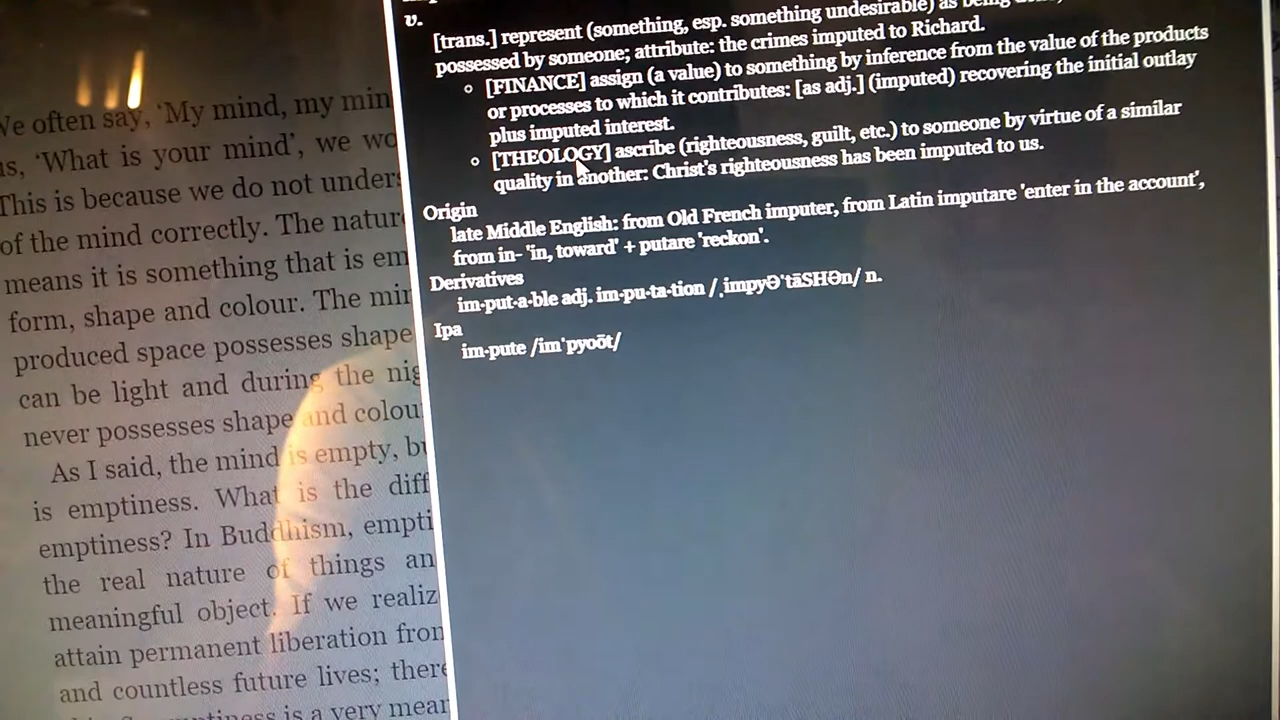 We often say, ‘My mind, my min
us, ‘What is your mind’, we wo
This is because we do not unders
of the mind correctly. The natur
means it is something that is em
form, shape and colour. The mir
produced space possesses shape
can be light and during the nig
never possesses shape and colou
As I said, the mind is empty, bu
is emptiness. What is the diff
emptiness? In Buddhism, empti
the real nature of things an
meaningful object. If we realiz
attain permanent liberation from
and countless future lives; there
is a very mear
v.
[trans.] represent (something, esp. something undesirable) as being
possessed by someone; attribute: the crimes imputed to Richard.
[FINANCE] assign (a value) to something by inference from the value of the products
or processes to which it contributes: [as adj.] (imputed) recovering the initial outlay
plus imputed interest.
[THEOLOGY] ascribe (righteousness, guilt, etc.) to someone by virtue of a similar
quality in another: Christ's righteousness has been imputed to us.
Origin
late Middle English: from Old French imputer, from Latin imputare 'enter in the account',
from in- 'in, toward' + putare 'reckon'.
Derivatives
im·put·a·ble adj. im·pu·ta·tion /ˌimpyƏˈtāSHƏn/ n.
Ipa
im·pute /imˈpyoōt/